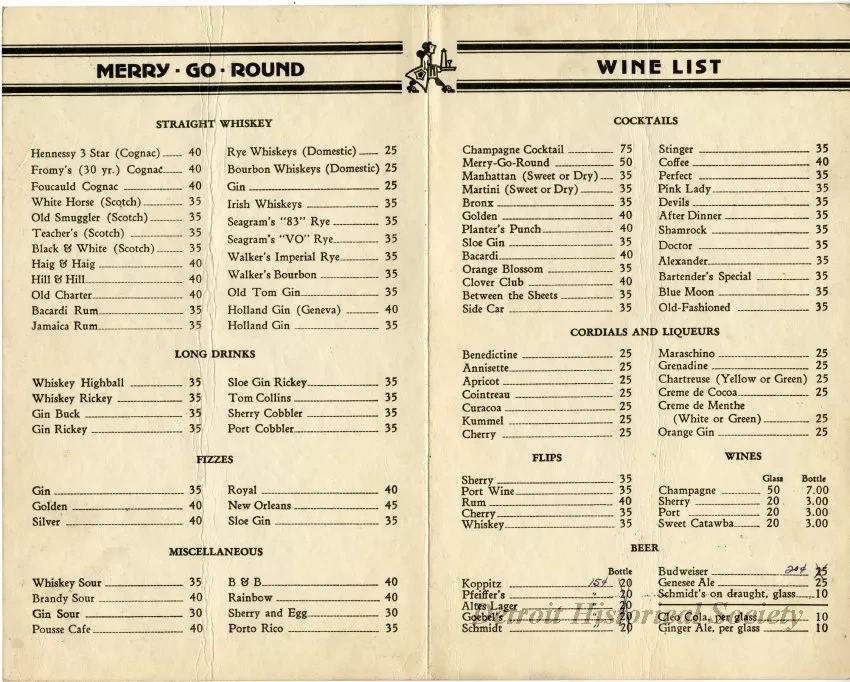 MERRY · GO · ROUND
STRAIGHT WHISKEY
Hennessy 3 Star (Cognac) 40
Fromy's (30 yr.) Cognac 40
Foucauld Cognac 40
White Horse (Scotch) 35
Old Smuggler (Scotch) 35
Teacher's (Scotch) 35
Black & White (Scotch) 35
Haig & Haig 40
Hill & Hill 40
Old Charter 40
Bacardi Rum 35
Jamaica Rum 35
Rye Whiskeys (Domestic) 25
Bourbon Whiskeys (Domestic) 25
Gin 25
Irish Whiskeys 35
Seagram's "83" Rye 35
Seagram's "VO" Rye 35
Walker's Imperial Rye 35
Walker's Bourbon 35
Old Tom Gin 35
Holland Gin (Geneva) 40
Holland Gin 35
LONG DRINKS
Whiskey Highball 35
Whiskey Rickey 35
Gin Buck 35
Gin Rickey 35
Sloe Gin Rickey 35
Tom Collins 35
Sherry Cobbler 35
Port Cobbler 35
FIZZES
Gin 35
Golden 40
Silver 40
Royal 40
New Orleans 45
Sloe Gin 35
MISCELLANEOUS
Whiskey Sour 35
Brandy Sour 40
Gin Sour 30
Pousse Cafe 40
B & B 40
Rainbow 40
Sherry and Egg 30
Porto Rico 35
WINE LIST
COCKTAILS
Champagne Cocktail 75
Merry-Go-Round 50
Manhattan (Sweet or Dry) 35
Martini (Sweet or Dry) 35
Bronx 35
Golden 40
Planter's Punch 40
Sloe Gin 35
Bacardi 40
Orange Blossom 35
Clover Club 40
Between the Sheets 35
Side Car 35
Stinger 35
Coffee 40
Perfect 35
Pink Lady 35
Devils 35
After Dinner 35
Shamrock 35
Doctor 35
Alexander 35
Bartender's Special 35
Blue Moon 35
Old-Fashioned 35
CORDIALS AND LIQUEURS
Benedictine 25
Annisette 25
Apricot 25
Cointreau 25
Curacoa 25
Kummel 25
Cherry 25
Maraschino 25
Grenadine 25
Chartreuse (Yellow or Green) 25
Creme de Cocoa 25
Creme de Menthe
(White or Green) 25
Orange Gin 25
FLIPS
Sherry 35
Port Wine 35
Rum 40
Cherry 35
Whiskey 35
WINES
Glass Bottle
Champagne 50 7.00
Sherry 20 3.00
Port 20 3.00
Sweet Catawba 20 3.00
BEER
Bottle
Koppitz 15¢ 20
Pfeiffer's " 20
Altes Lager " 20
Goebel's " 20
Schmidt " 20
Budweiser 20¢ 25
Genesee Ale 25
Schmidt's on draught, glass 10
Cleo Cola, per glass 10
Ginger Ale, per glass 10
Detroit Historical Society